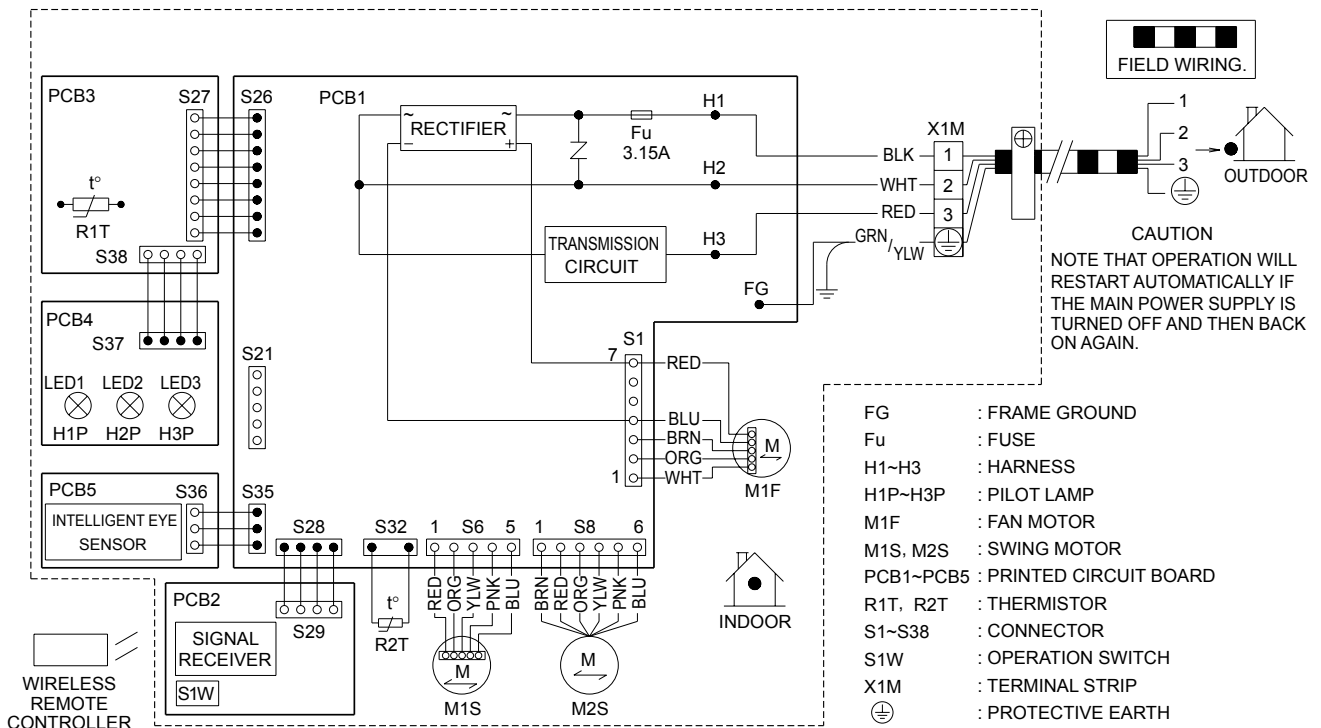 FIELD WIRING.
PCB3
S27
S26
PCB1
~
~
RECTIFIER
−
+
Fu
3.15A
H1
H2
H3
X1M
BLK
1
WHT
2
RED
3
GRN/YLW
1
2
3
OUTDOOR
t°
R1T
S38
TRANSMISSION
CIRCUIT
FG
CAUTION
NOTE THAT OPERATION WILL
RESTART AUTOMATICALLY IF
THE MAIN POWER SUPPLY IS
TURNED OFF AND THEN BACK
ON AGAIN.
PCB4
S37
LED1 LED2 LED3
H1P H2P H3P
S21
S1
7
RED
BLU
BRN
ORG
1
WHT
M
M1F
PCB5
S36
S35
INTELLIGENT EYE
SENSOR
S28
S32
1 S6 5
1 S8 6
RED
ORG
YLW
PNK
BLU
BRN
RED
ORG
YLW
PNK
BLU
PCB2
S29
SIGNAL
RECEIVER
S1W
t°
R2T
M
M1S
M
M2S
INDOOR
WIRELESS
REMOTE
CONTROLLER
FG : FRAME GROUND
Fu : FUSE
H1~H3 : HARNESS
H1P~H3P : PILOT LAMP
M1F : FAN MOTOR
M1S, M2S : SWING MOTOR
PCB1~PCB5 : PRINTED CIRCUIT BOARD
R1T, R2T : THERMISTOR
S1~S38 : CONNECTOR
S1W : OPERATION SWITCH
X1M : TERMINAL STRIP
: PROTECTIVE EARTH